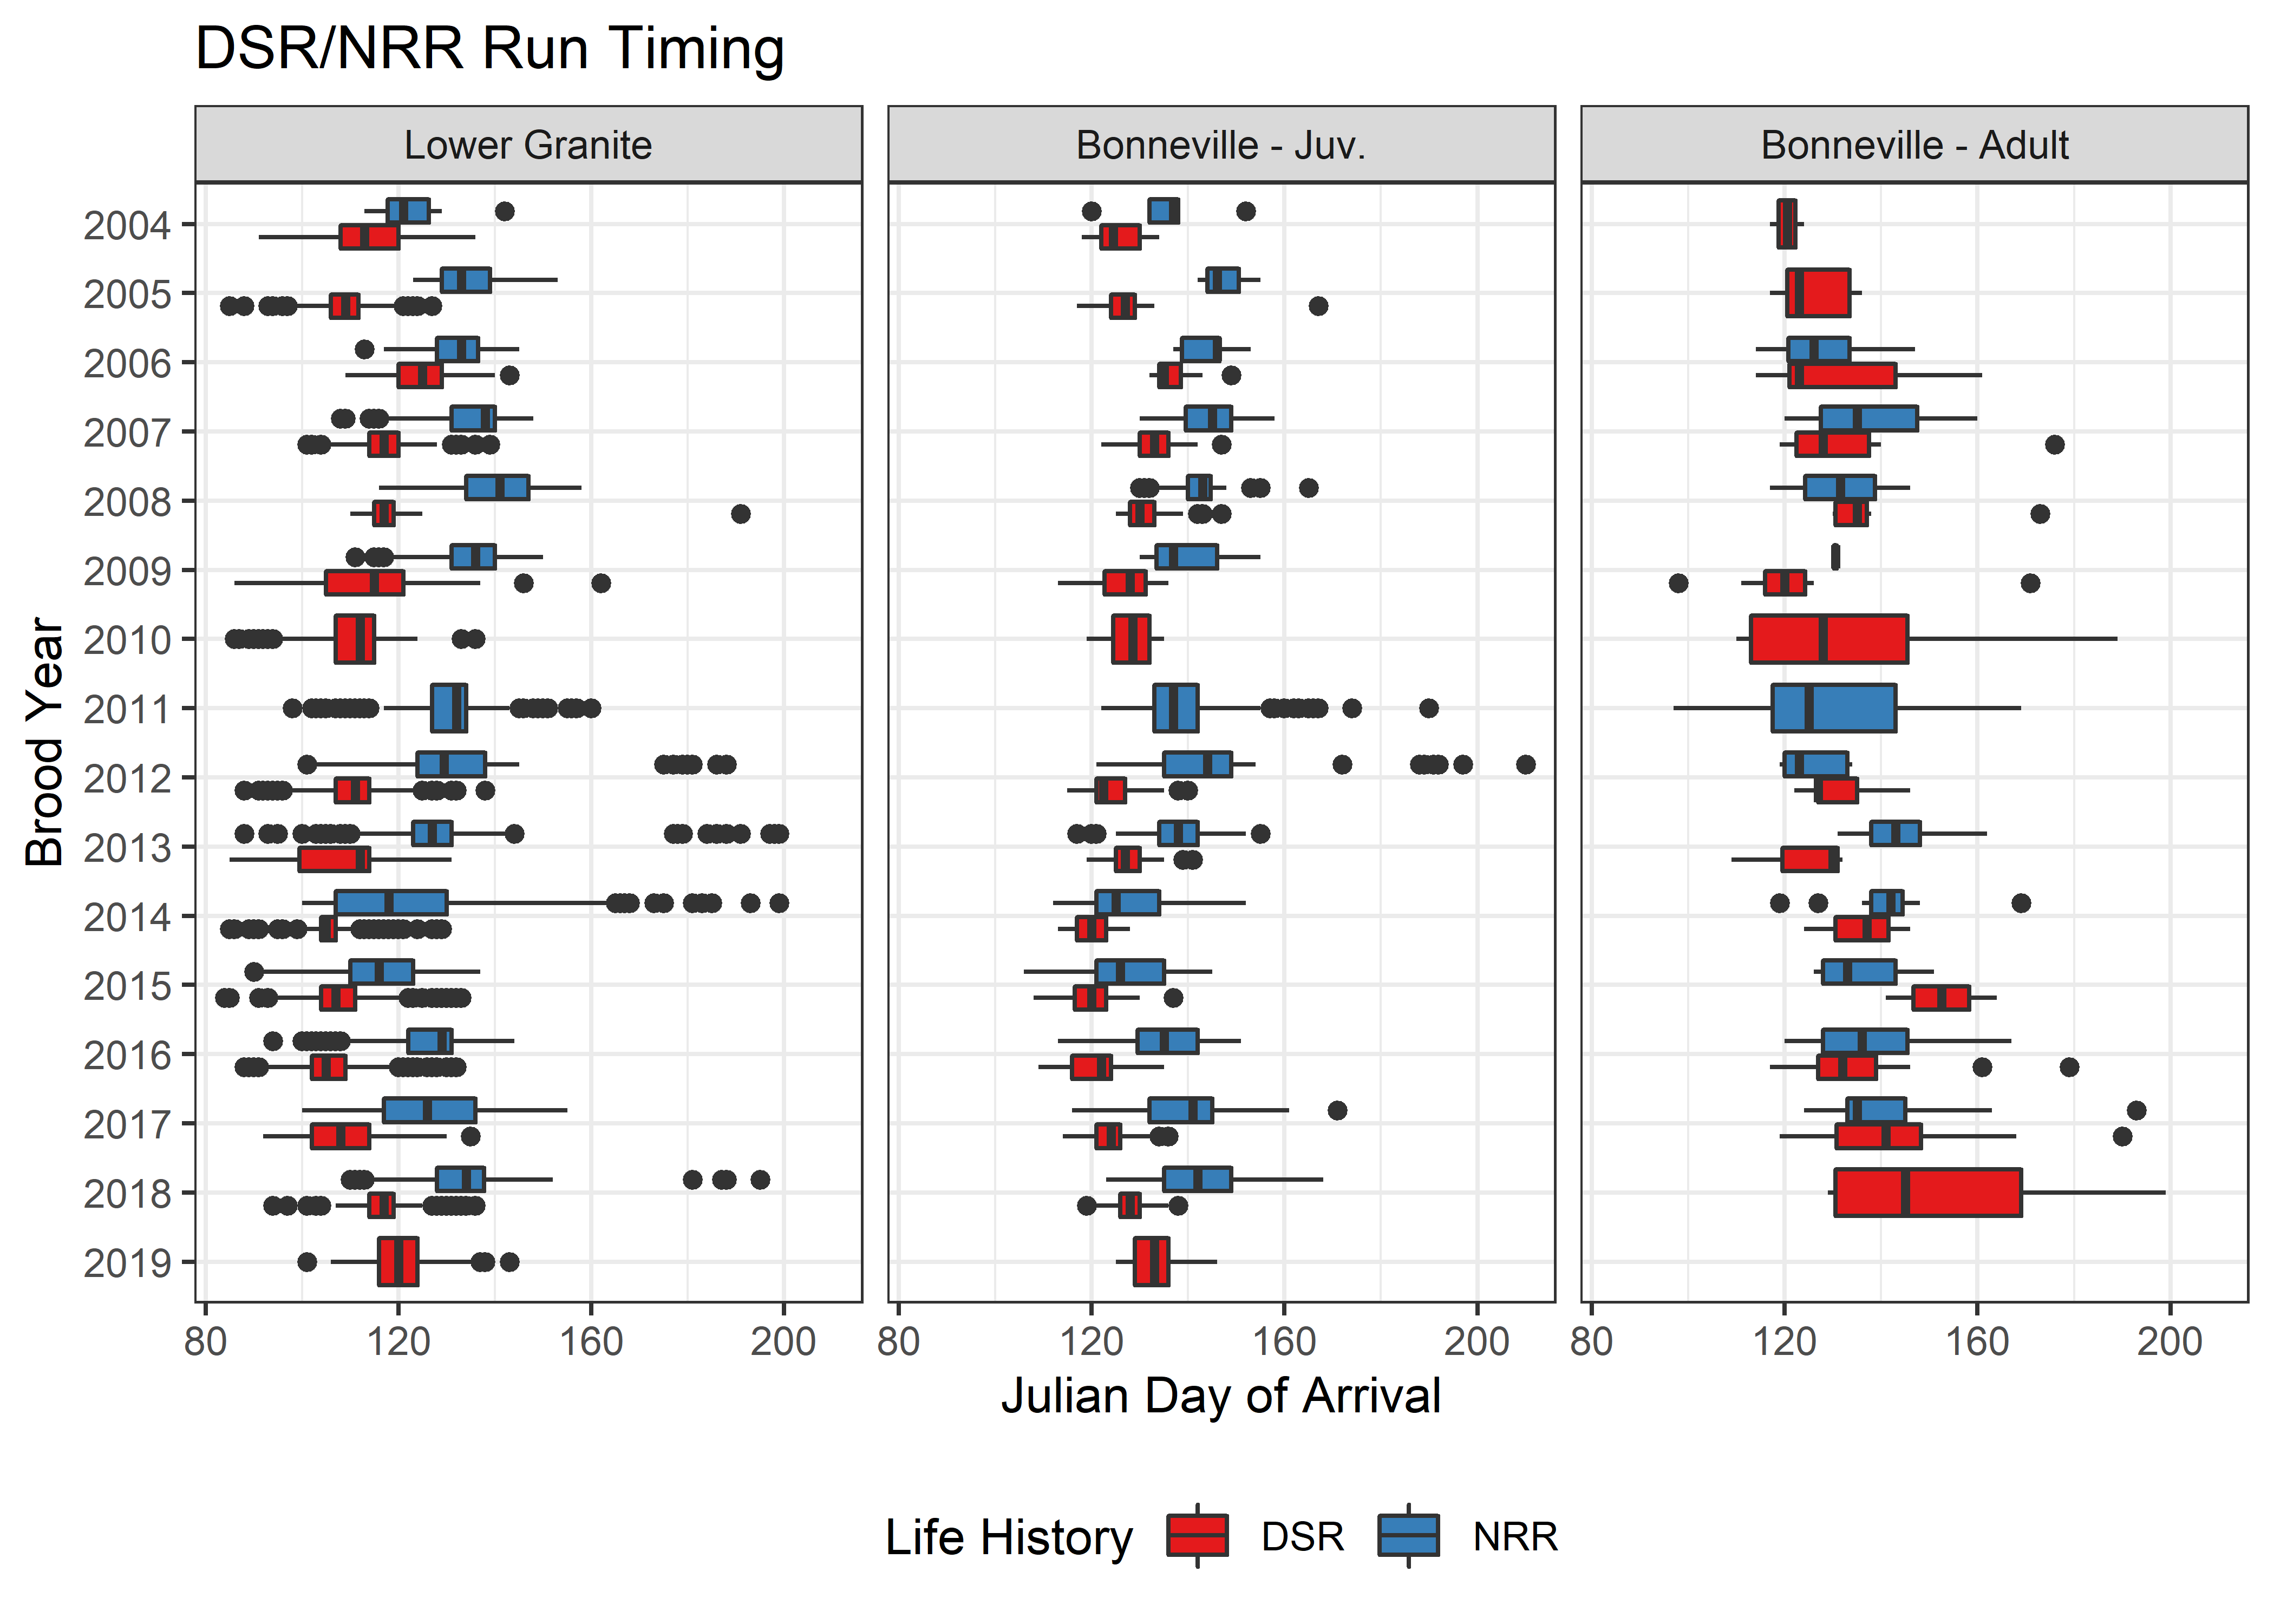 DSR/NRR Run Timing
Lower Granite
Bonneville - Juv.
Bonneville - Adult
Brood Year
2004
2005
2006
2007
2008
2009
2010
2011
2012
2013
2014
2015
2016
2017
2018
2019
80 120 160 200 80 120 160 200 80 120 160 200
Julian Day of Arrival
Life History DSR NRR